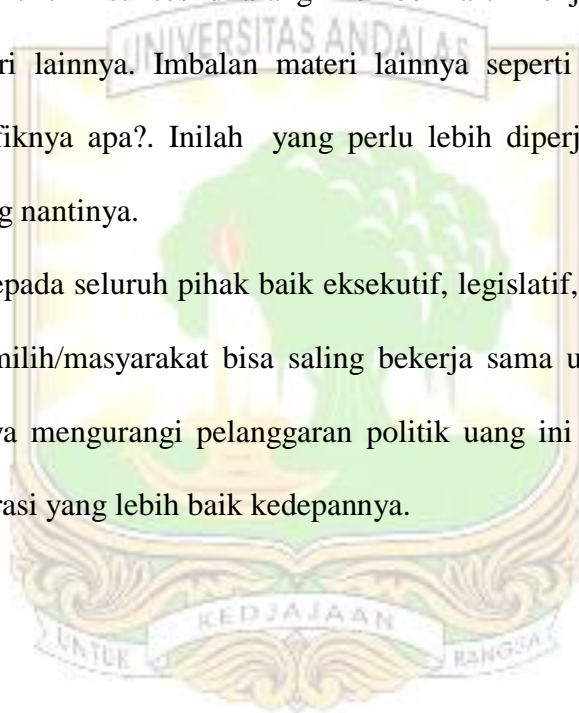 UNIVERSITAS ANDALAS
ri lainnya. Imbalan materi lainnya seperti
fiknya apa?. Inilah yang perlu lebih diperj
g nantinya.
epada seluruh pihak baik eksekutif, legislatif,
milih/masyarakat bisa saling bekerja sama u
ya mengurangi pelanggaran politik uang ini
rasi yang lebih baik kedepannya.
KEDJAJAAN
UNTUK
BANGSA